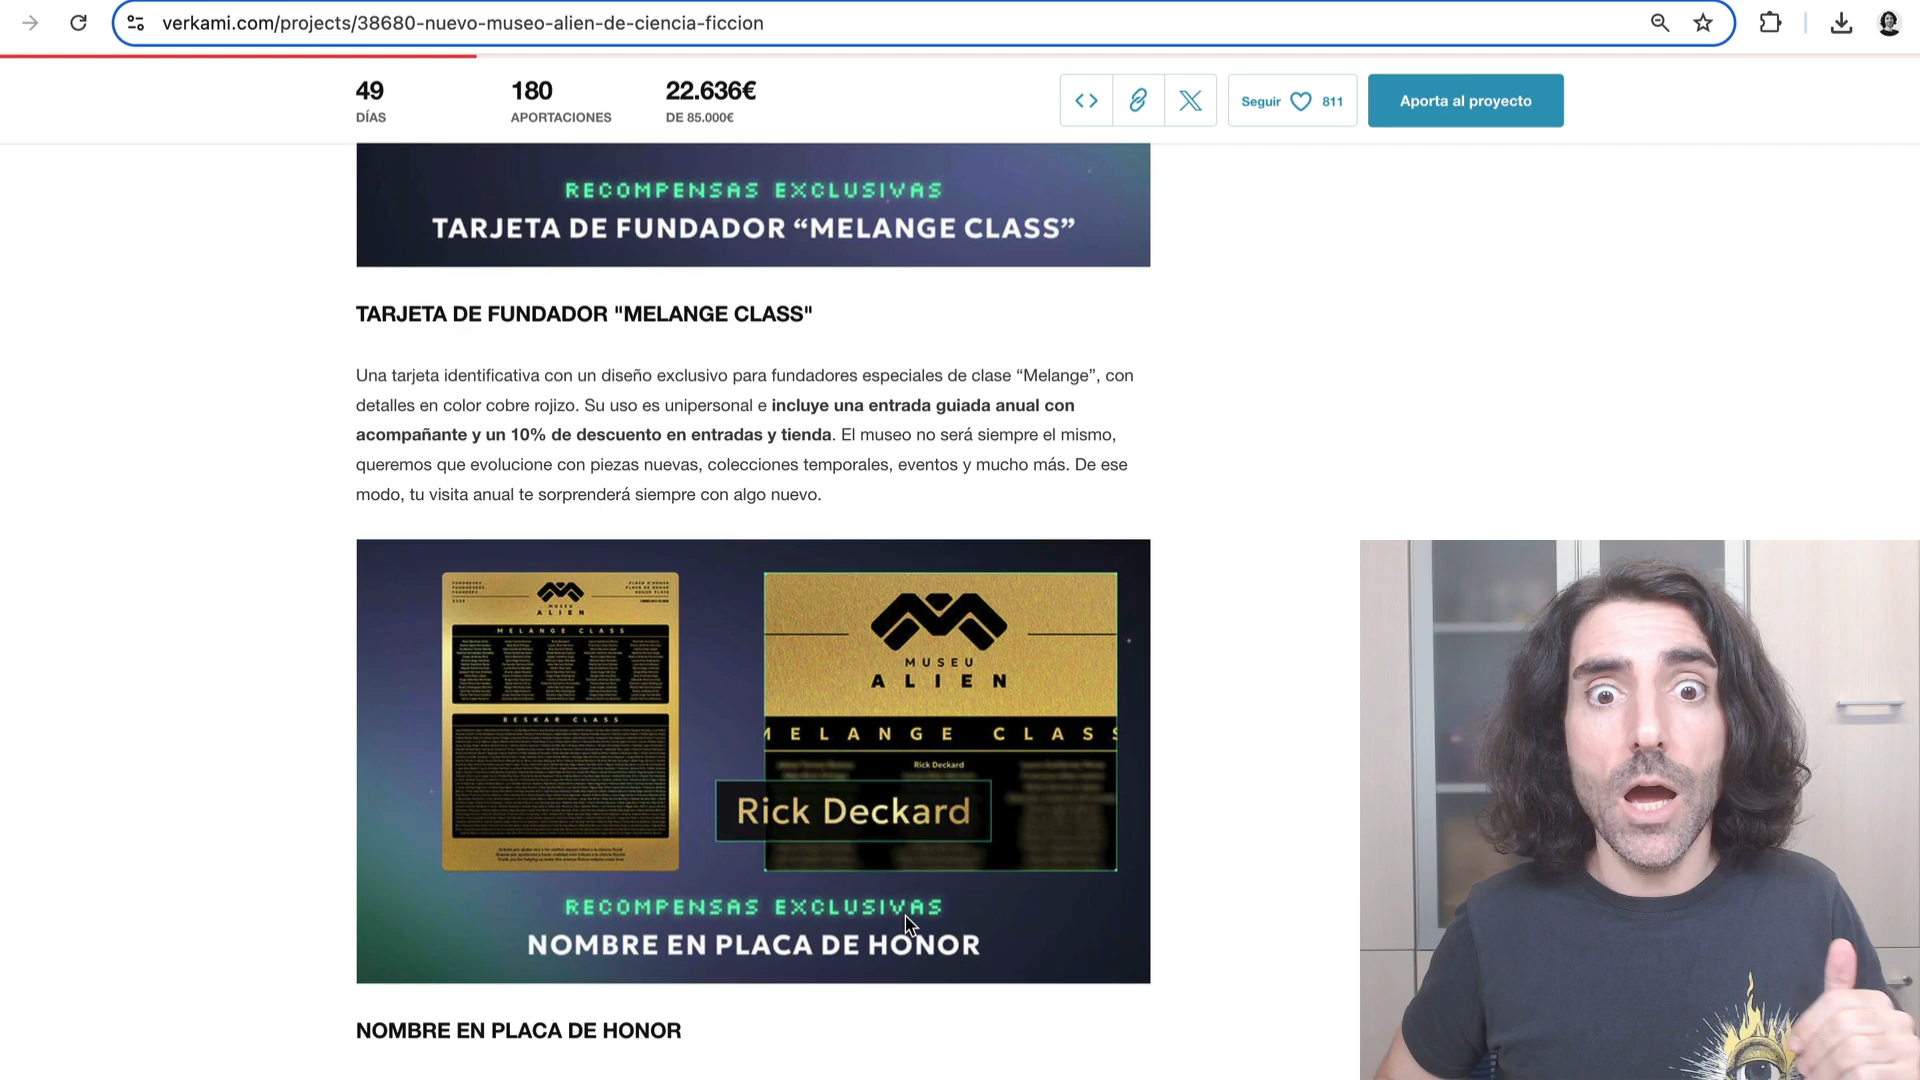 verkami.com/projects/38680-nuevo-museo-alien-de-ciencia-ficcion
49
DÍAS
180
APORTACIONES
22.636€
DE 85.000€
Seguir
811
Aporta al proyecto
RECOMPENSAS EXCLUSIVAS
TARJETA DE FUNDADOR “MELANGE CLASS”
TARJETA DE FUNDADOR "MELANGE CLASS"
Una tarjeta identificativa con un diseño exclusivo para fundadores especiales de clase “Melange”, con
detalles en color cobre rojizo. Su uso es unipersonal e incluye una entrada guiada anual con
acompañante y un 10% de descuento en entradas y tienda. El museo no será siempre el mismo,
queremos que evolucione con piezas nuevas, colecciones temporales, eventos y mucho más. De ese
modo, tu visita anual te sorprenderá siempre con algo nuevo.
MUSEU
ALIEN
MELANGE CLASS
BESKAR CLASS
MUSEU
ALIEN
MELANGE CLASS
Rick Deckard
Rick Deckard
RECOMPENSAS EXCLUSIVAS
NOMBRE EN PLACA DE HONOR
NOMBRE EN PLACA DE HONOR